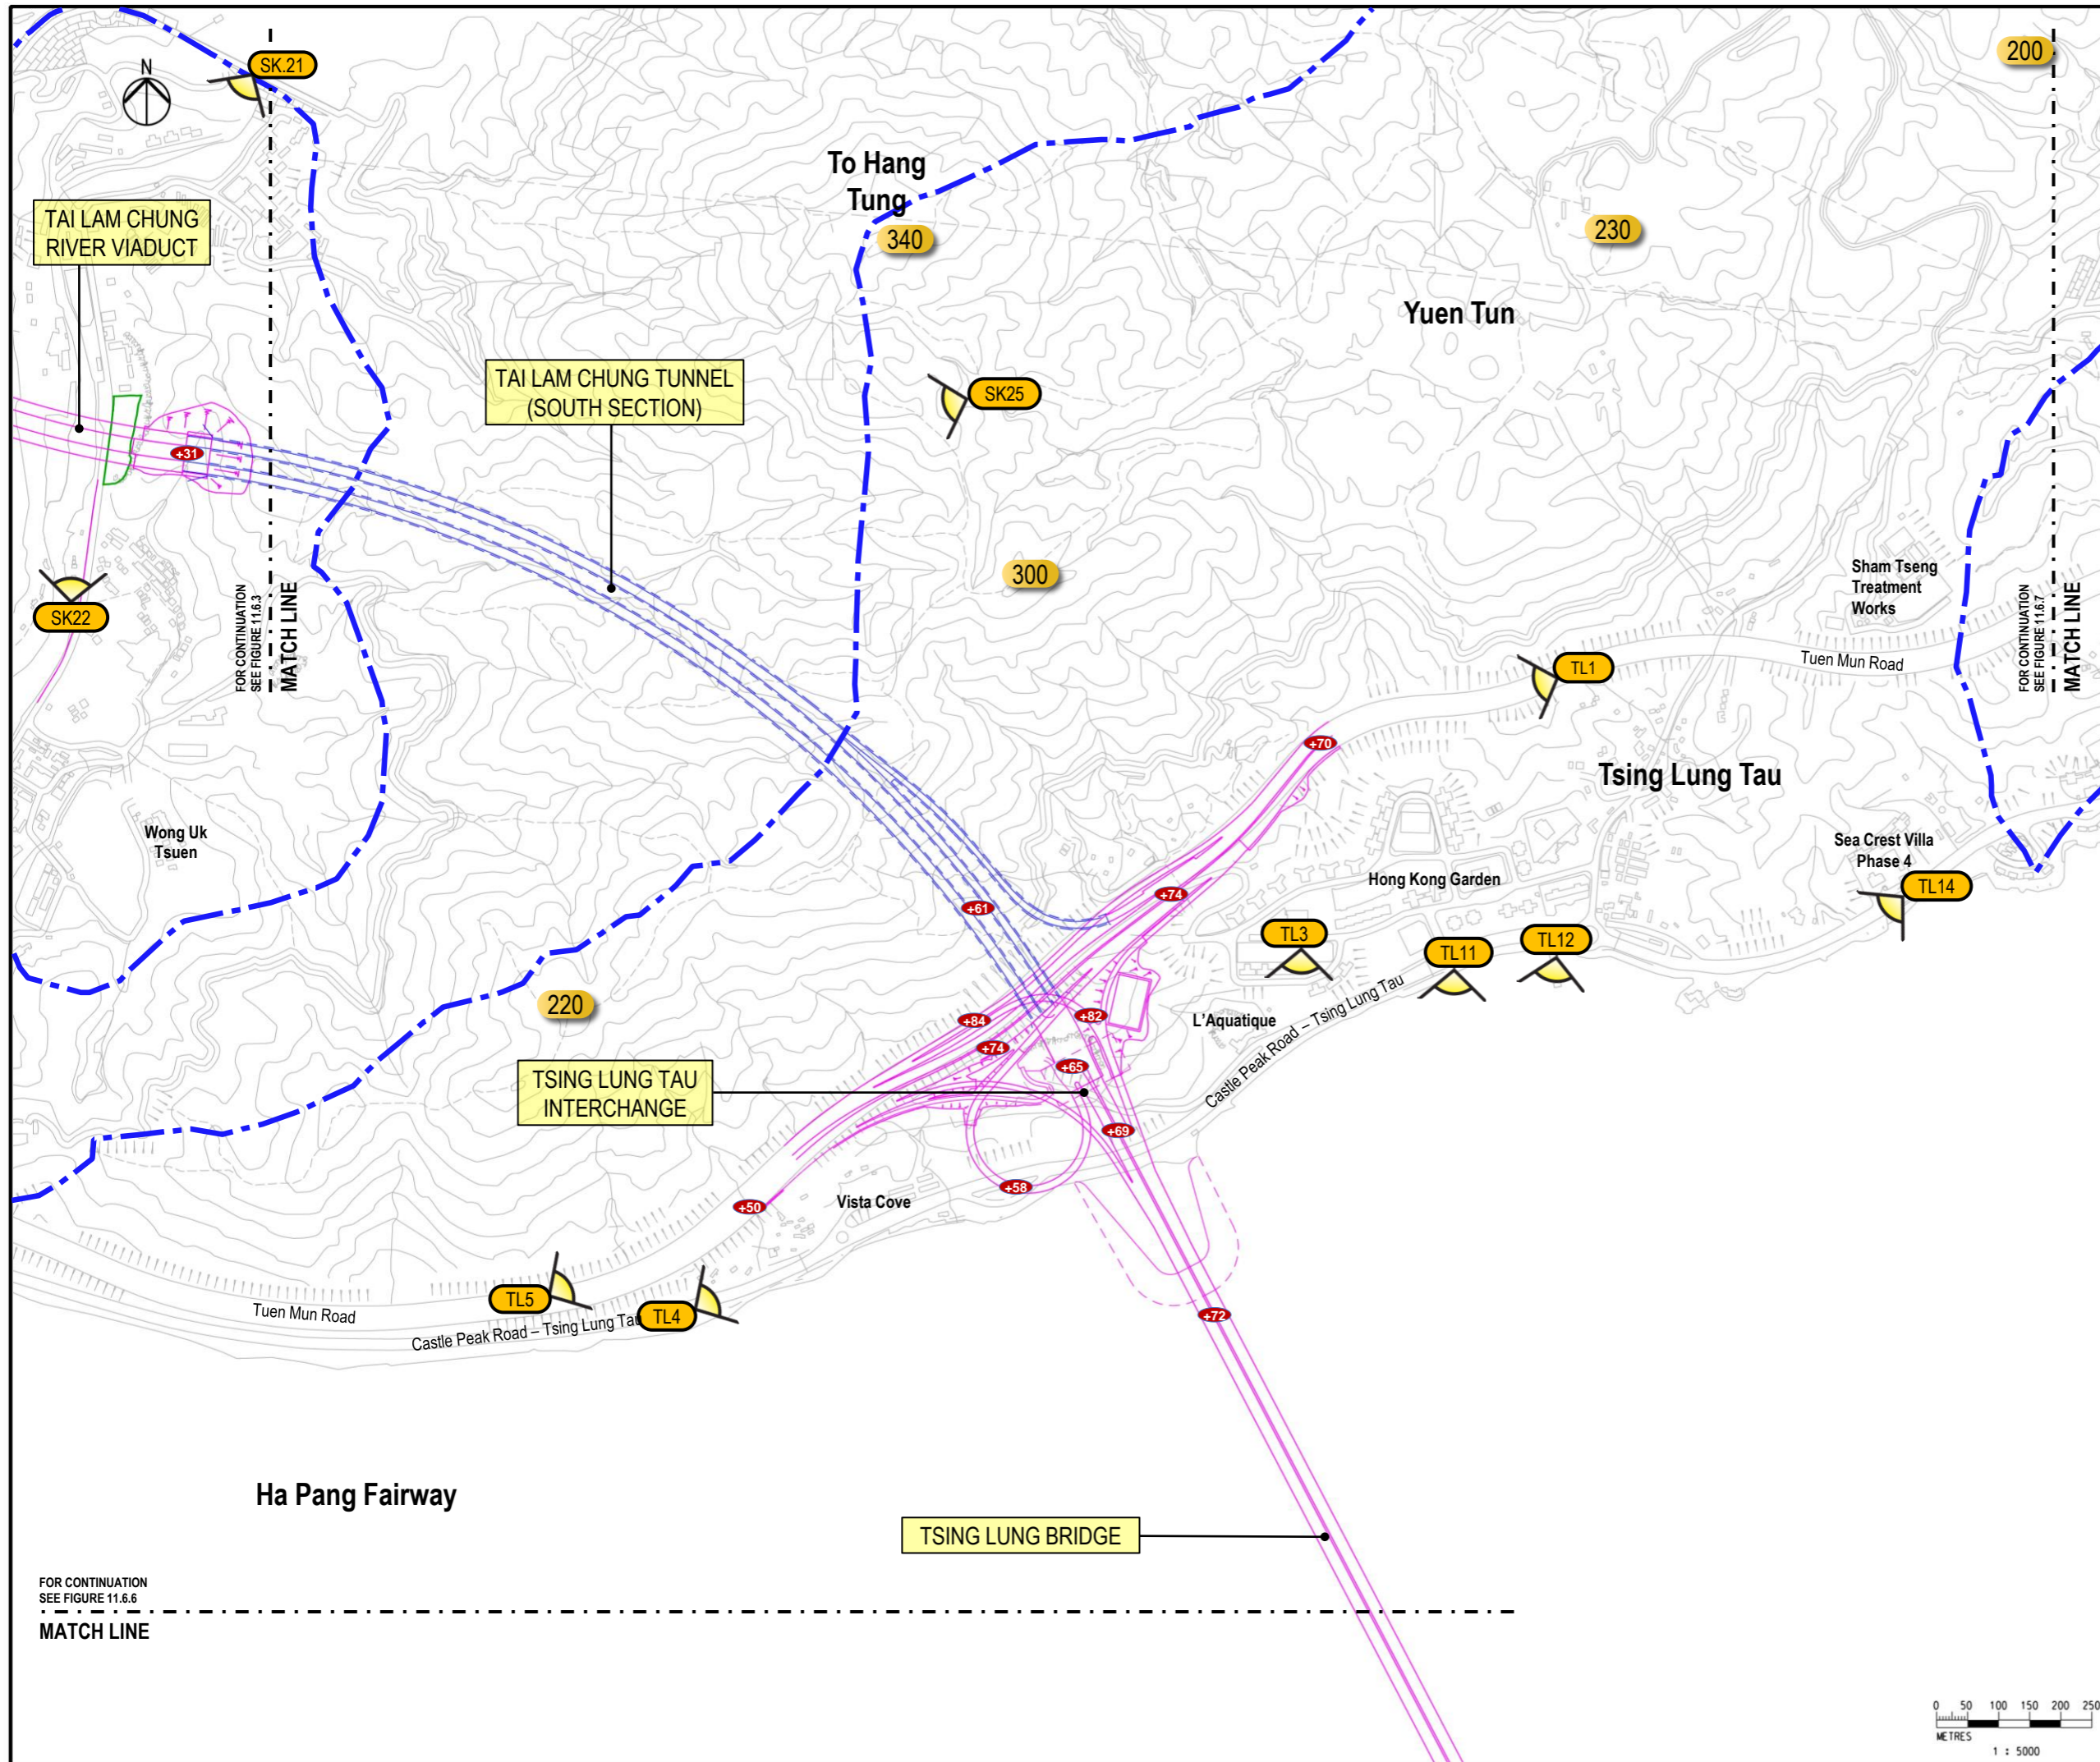 SK.21
200
N
To Hang
Tung
340
230
TAI LAM CHUNG
RIVER VIADUCT
Yuen Tun
TAI LAM CHUNG TUNNEL
(SOUTH SECTION)
SK25
+31
300
SK22
FOR CONTINUATION
SEE FIGURE 11.6.3
MATCH LINE
Sham Tseng
Treatment
Works
FOR CONTINUATION
SEE FIGURE 11.6.7
MATCH LINE
TL1
Tuen Mun Road
+70
Tsing Lung Tau
Wong Uk
Tsuen
Sea Crest Villa
Phase 4
Hong Kong Garden
TL14
+74
+61
TL3
TL11
TL12
220
+84
+82
L'Aquatique
+74
+65
Castle Peak Road – Tsing Lung Tau
TSING LUNG TAU
INTERCHANGE
+69
+58
Vista Cove
+50
TL5
TL4
Tuen Mun Road
Castle Peak Road – Tsing Lung Tau
+72
Ha Pang Fairway
TSING LUNG BRIDGE
FOR CONTINUATION
SEE FIGURE 11.6.6
MATCH LINE
0 50 100 150 200 250
METRES
1 : 5000